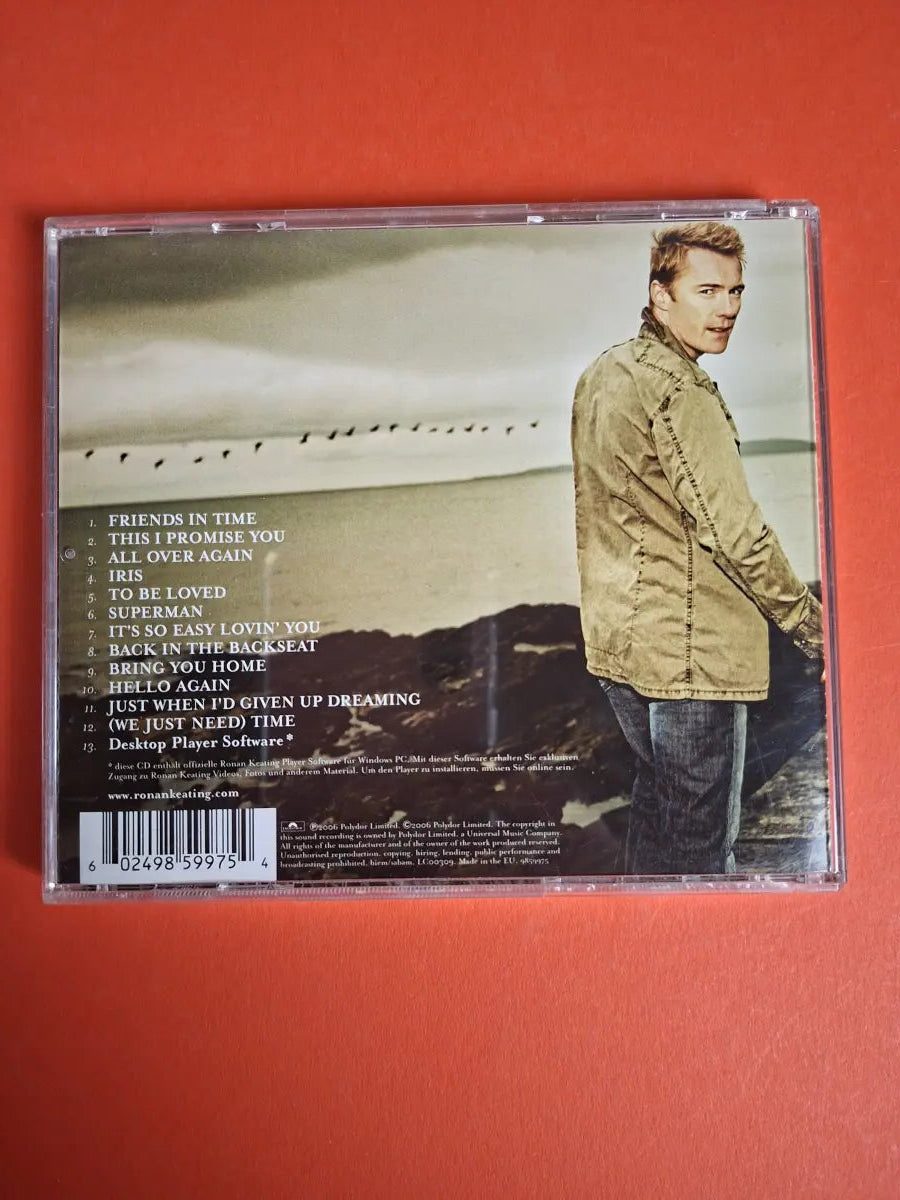 1. FRIENDS IN TIME
2. THIS I PROMISE YOU
3. ALL OVER AGAIN
4. IRIS
5. TO BE LOVED
6. SUPERMAN
7. IT'S SO EASY LOVIN' YOU
8. BACK IN THE BACKSEAT
9. BRING YOU HOME
10. HELLO AGAIN
11. JUST WHEN I'D GIVEN UP DREAMING
12. (WE JUST NEED) TIME
13. Desktop Player Software*
* diese CD enthält offizielle Ronan Keating Player Software für Windows PC. Mit dieser Software erhalten Sie exklusiven
Zugang zu Ronan Keating Videos, Fotos und anderem Material. Um den Player zu installieren, müssen Sie online sein.
www.ronankeating.com
6 02498 59975 4
℗2006 Polydor Limited. ©2006 Polydor Limited. The copyright in
this sound recording is owned by Polydor Limited, a Universal Music Company.
All rights of the manufacturer and of the owner of the work produced reserved.
Unauthorised reproduction, copying, hiring, lending, public performance and
broadcasting prohibited. biem/sabam. LC00309. Made in the EU. 9859975